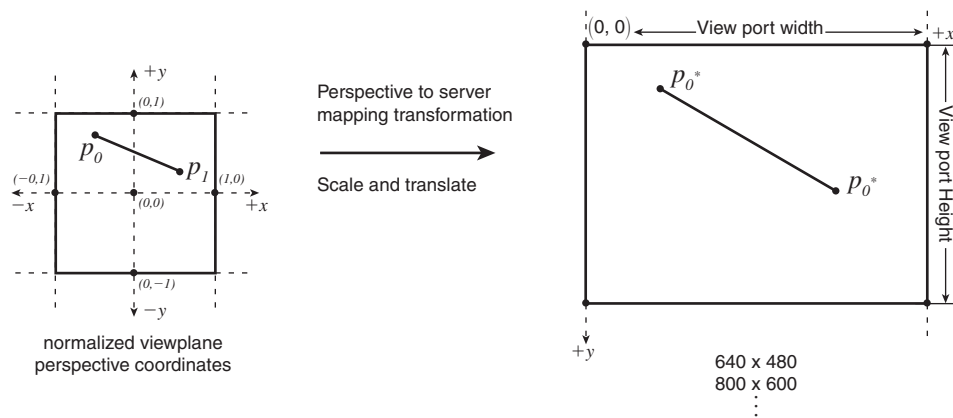 +y
(0,1)
p0
p1
(−0,1)
(1,0)
−x
(0,0)
+x
(0,−1)
−y
normalized viewplane
perspective coordinates
Perspective to server
mapping transformation
Scale and translate
(0, 0)
View port width
+x
p0*
p0*
View port Height
+y
640 x 480
800 x 600
⋮